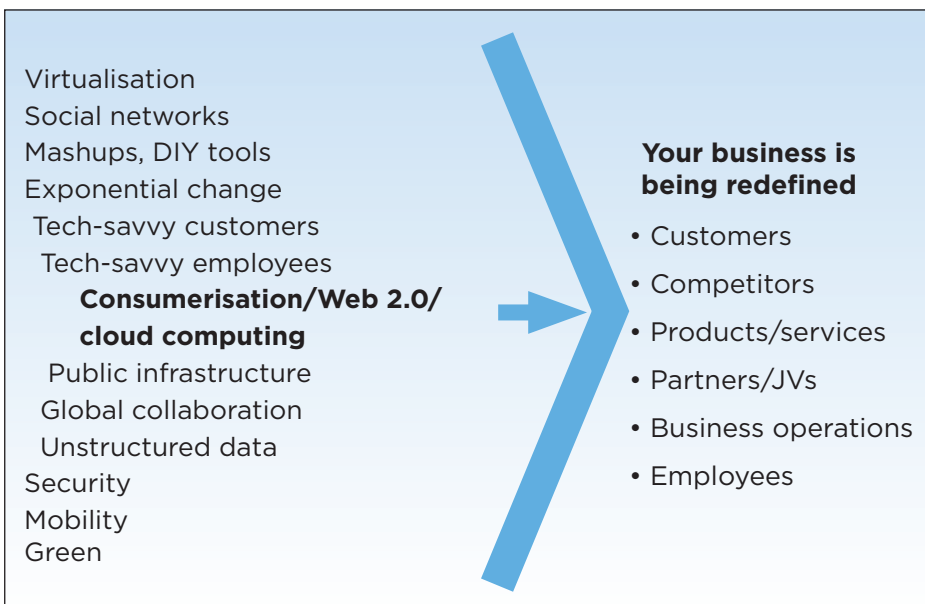 Virtualisation
Social networks
Mashups, DIY tools
Exponential change
Tech-savvy customers
Tech-savvy employees
Consumerisation/Web 2.0/
cloud computing
Public infrastructure
Global collaboration
Unstructured data
Security
Mobility
Green
Your business is
being redefined
• Customers
• Competitors
• Products/services
• Partners/JVs
• Business operations
• Employees